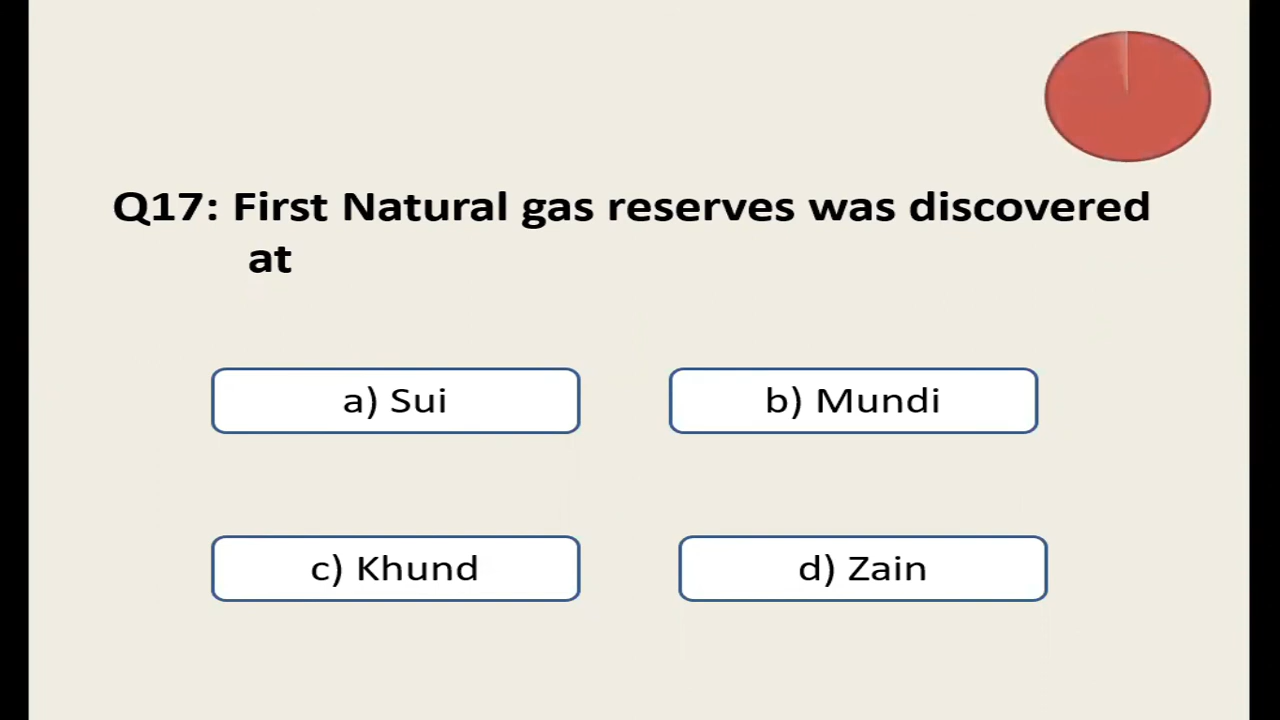 Q17: First Natural gas reserves was discovered
at
a) Sui
b) Mundi
c) Khund
d) Zain